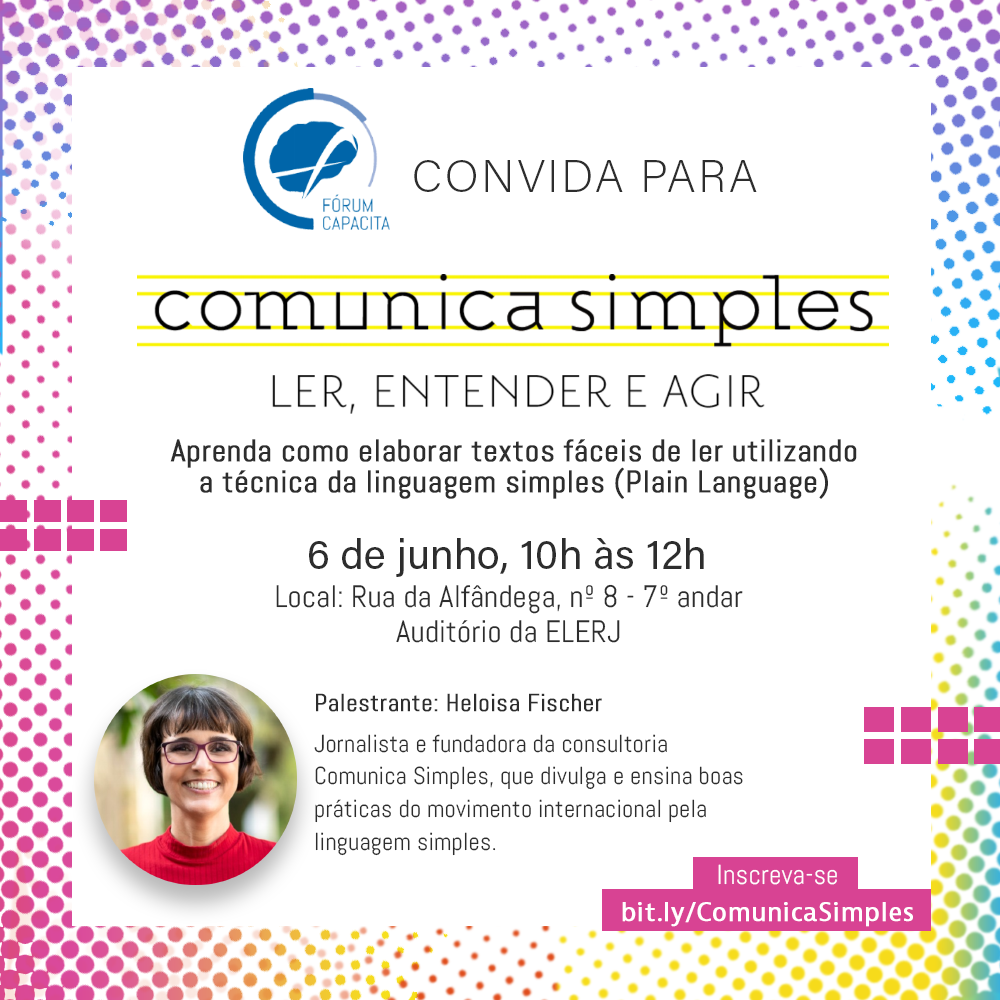 FÓRUM
CAPACITA
CONVIDA PARA
comunica simples
LER, ENTENDER E AGIR
Aprenda como elaborar textos fáceis de ler utilizando
a técnica da linguagem simples (Plain Language)
6 de junho, 10h às 12h
Local: Rua da Alfândega, nº 8 - 7º andar
Auditório da ELERJ
Palestrante: Heloisa Fischer
Jornalista e fundadora da consultoria
Comunica Simples, que divulga e ensina boas
práticas do movimento internacional pela
linguagem simples.
Inscreva-se
bit.ly/ComunicaSimples